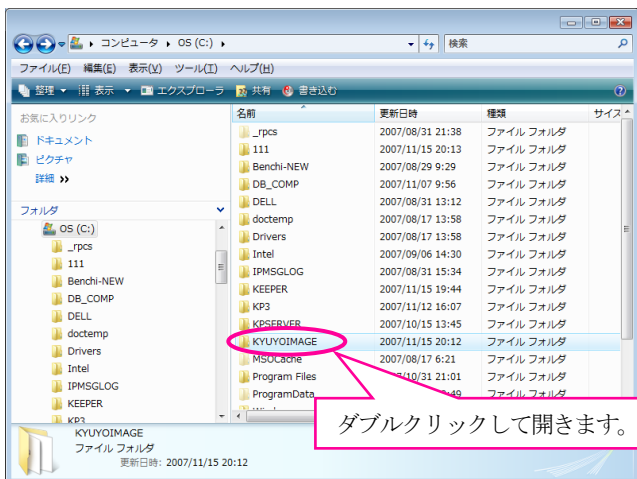 コンピュータ ▸ OS (C:) ▸
検索
ファイル(F) 編集(E) 表示(V) ツール(T) ヘルプ(H)
整理 表示 エクスプローラ 共有 書き込む
お気に入りリンク
ドキュメント
ピクチャ
詳細 >>
フォルダ
OS (C:)
_rpcs
111
Benchi-NEW
DB_COMP
DELL
doctemp
Drivers
Intel
IPMSGLOG
KEEPER
KP3
名前 更新日時 種類 サイズ
_rpcs 2007/08/31 21:38 ファイル フォルダ
111 2007/11/15 20:13 ファイル フォルダ
Benchi-NEW 2007/08/29 9:29 ファイル フォルダ
DB_COMP 2007/11/07 9:56 ファイル フォルダ
DELL 2007/08/31 13:12 ファイル フォルダ
doctemp 2007/08/17 13:58 ファイル フォルダ
Drivers 2007/08/17 13:58 ファイル フォルダ
Intel 2007/09/06 14:30 ファイル フォルダ
IPMSGLOG 2007/08/31 15:34 ファイル フォルダ
KEEPER 2007/11/15 19:44 ファイル フォルダ
KP3 2007/11/12 16:07 ファイル フォルダ
KPSERVER 2007/10/15 13:45 ファイル フォルダ
KYUYOIMAGE 2007/11/15 20:12 ファイル フォルダ
MSOCache 2007/08/17 6:21 ファイル フォルダ
Program Files /10/31 21:01 ファイル フォルダ
ProgramData :49 ファイル フォルダ
ダブルクリックして開きます。
KYUYOIMAGE
ファイル フォルダ
更新日時: 2007/11/15 20:12